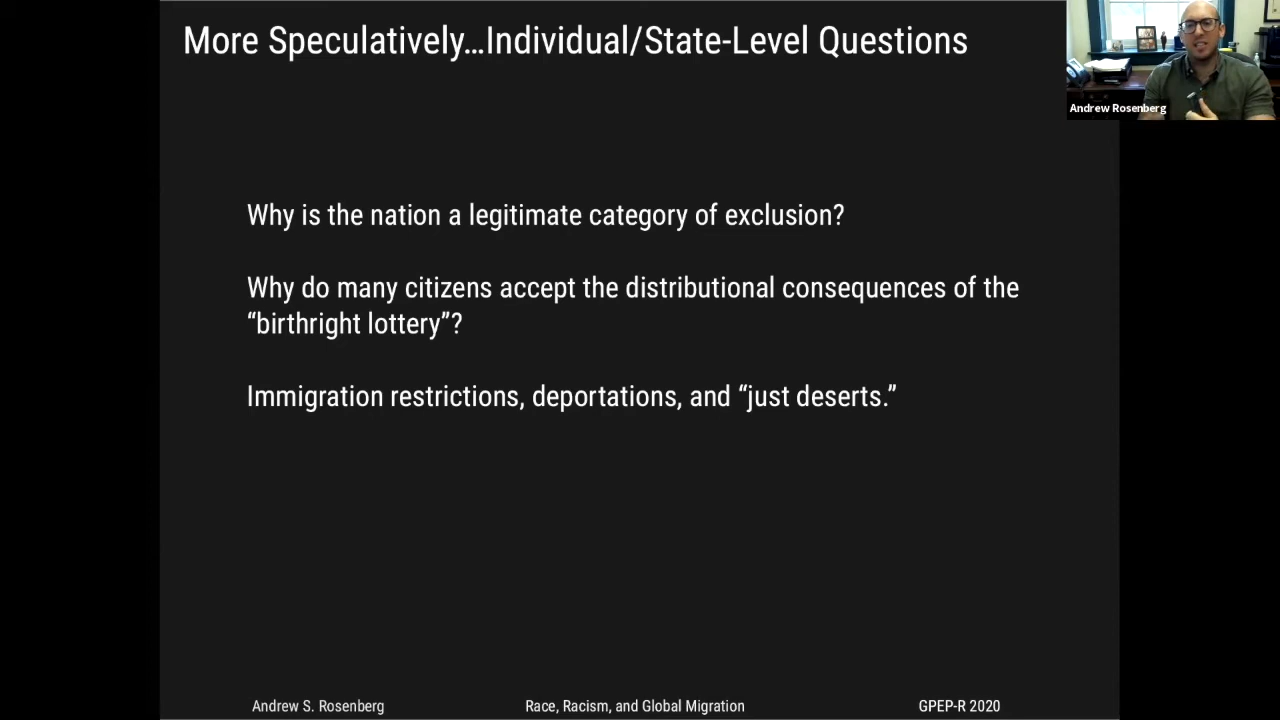 More Speculatively…Individual/State-Level Questions
Andrew Rosenberg
Why is the nation a legitimate category of exclusion?
Why do many citizens accept the distributional consequences of the
“birthright lottery”?
Immigration restrictions, deportations, and “just deserts.”
Andrew S. Rosenberg
Race, Racism, and Global Migration
GPEP-R 2020